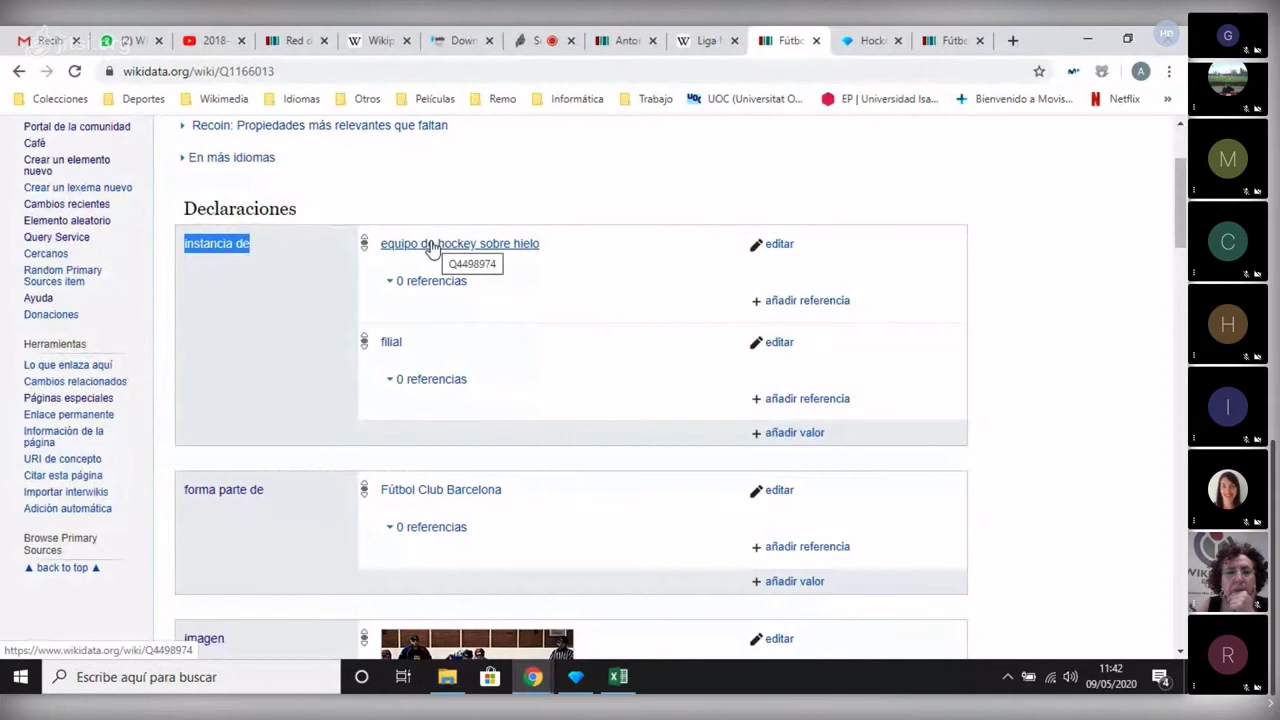 jitsi.org
Recib
(2) W
2018-
Red d
Wikip
Down
S
Anto
Liga f
Fútbo
Hocke
Fútbo
HD
wikidata.org/wiki/Q1166013
A
Colecciones
Deportes
Wikimedia
Idiomas
Otros
Películas
Remo
Informática
Trabajo
UOC (Universitat O...
EP | Universidad Isa...
Bienvenido a Movis...
Netflix
»
Portal de la comunidad
Café
Crear un elemento
nuevo
Crear un lexema nuevo
Cambios recientes
Elemento aleatorio
Query Service
Cercanos
Random Primary
Sources item
Ayuda
Donaciones
Herramientas
Lo que enlaza aquí
Cambios relacionados
Páginas especiales
Enlace permanente
Información de la
página
URI de concepto
Citar esta página
Importar interwikis
Adición automática
Browse Primary
Sources
▲ back to top ▲
https://www.wikidata.org/wiki/Q4498974
Recoin: Propiedades más relevantes que faltan
En más idiomas
Declaraciones
instancia de
equipo de hockey sobre hielo
editar
Q4498974
0 referencias
+ añadir referencia
filial
editar
0 referencias
+ añadir referencia
+ añadir valor
forma parte de
Fútbol Club Barcelona
editar
0 referencias
+ añadir referencia
+ añadir valor
imagen
editar
G
M
C
H
I
R
Escribe aquí para buscar
11:42
09/05/2020
4